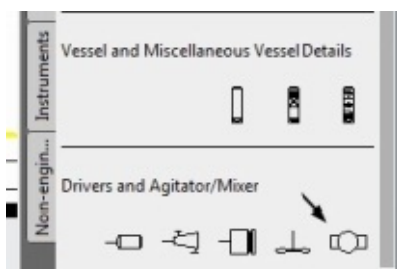 Instruments
Vessel and Miscellaneous Vessel Details
Non-engin...
Drivers and Agitator/Mixer